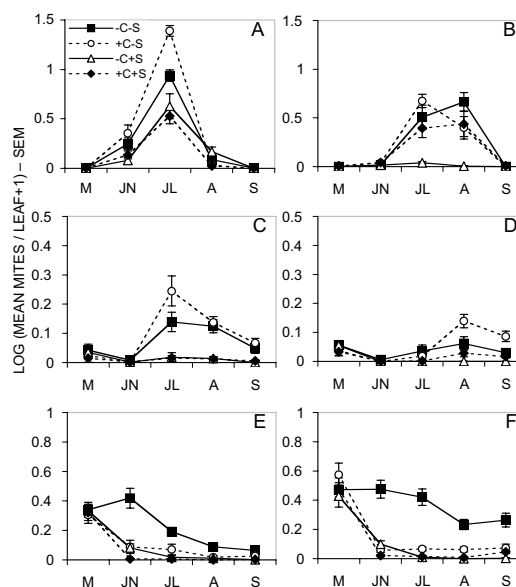 LOG (MEAN MITES / LEAF+1) – SEM
A
-C-S
+C-S
-C+S
+C+S
1.5
1
0.5
0
M JN JL A S
B
1.5
1
0.5
0
M JN JL A S
C
0.5
0.4
0.3
0.2
0.1
0
M JN JL A S
D
0.5
0.4
0.3
0.2
0.1
0
M JN JL A S
E
1
0.8
0.6
0.4
0.2
0
M JN JL A S
F
1
0.8
0.6
0.4
0.2
0
M JN JL A S